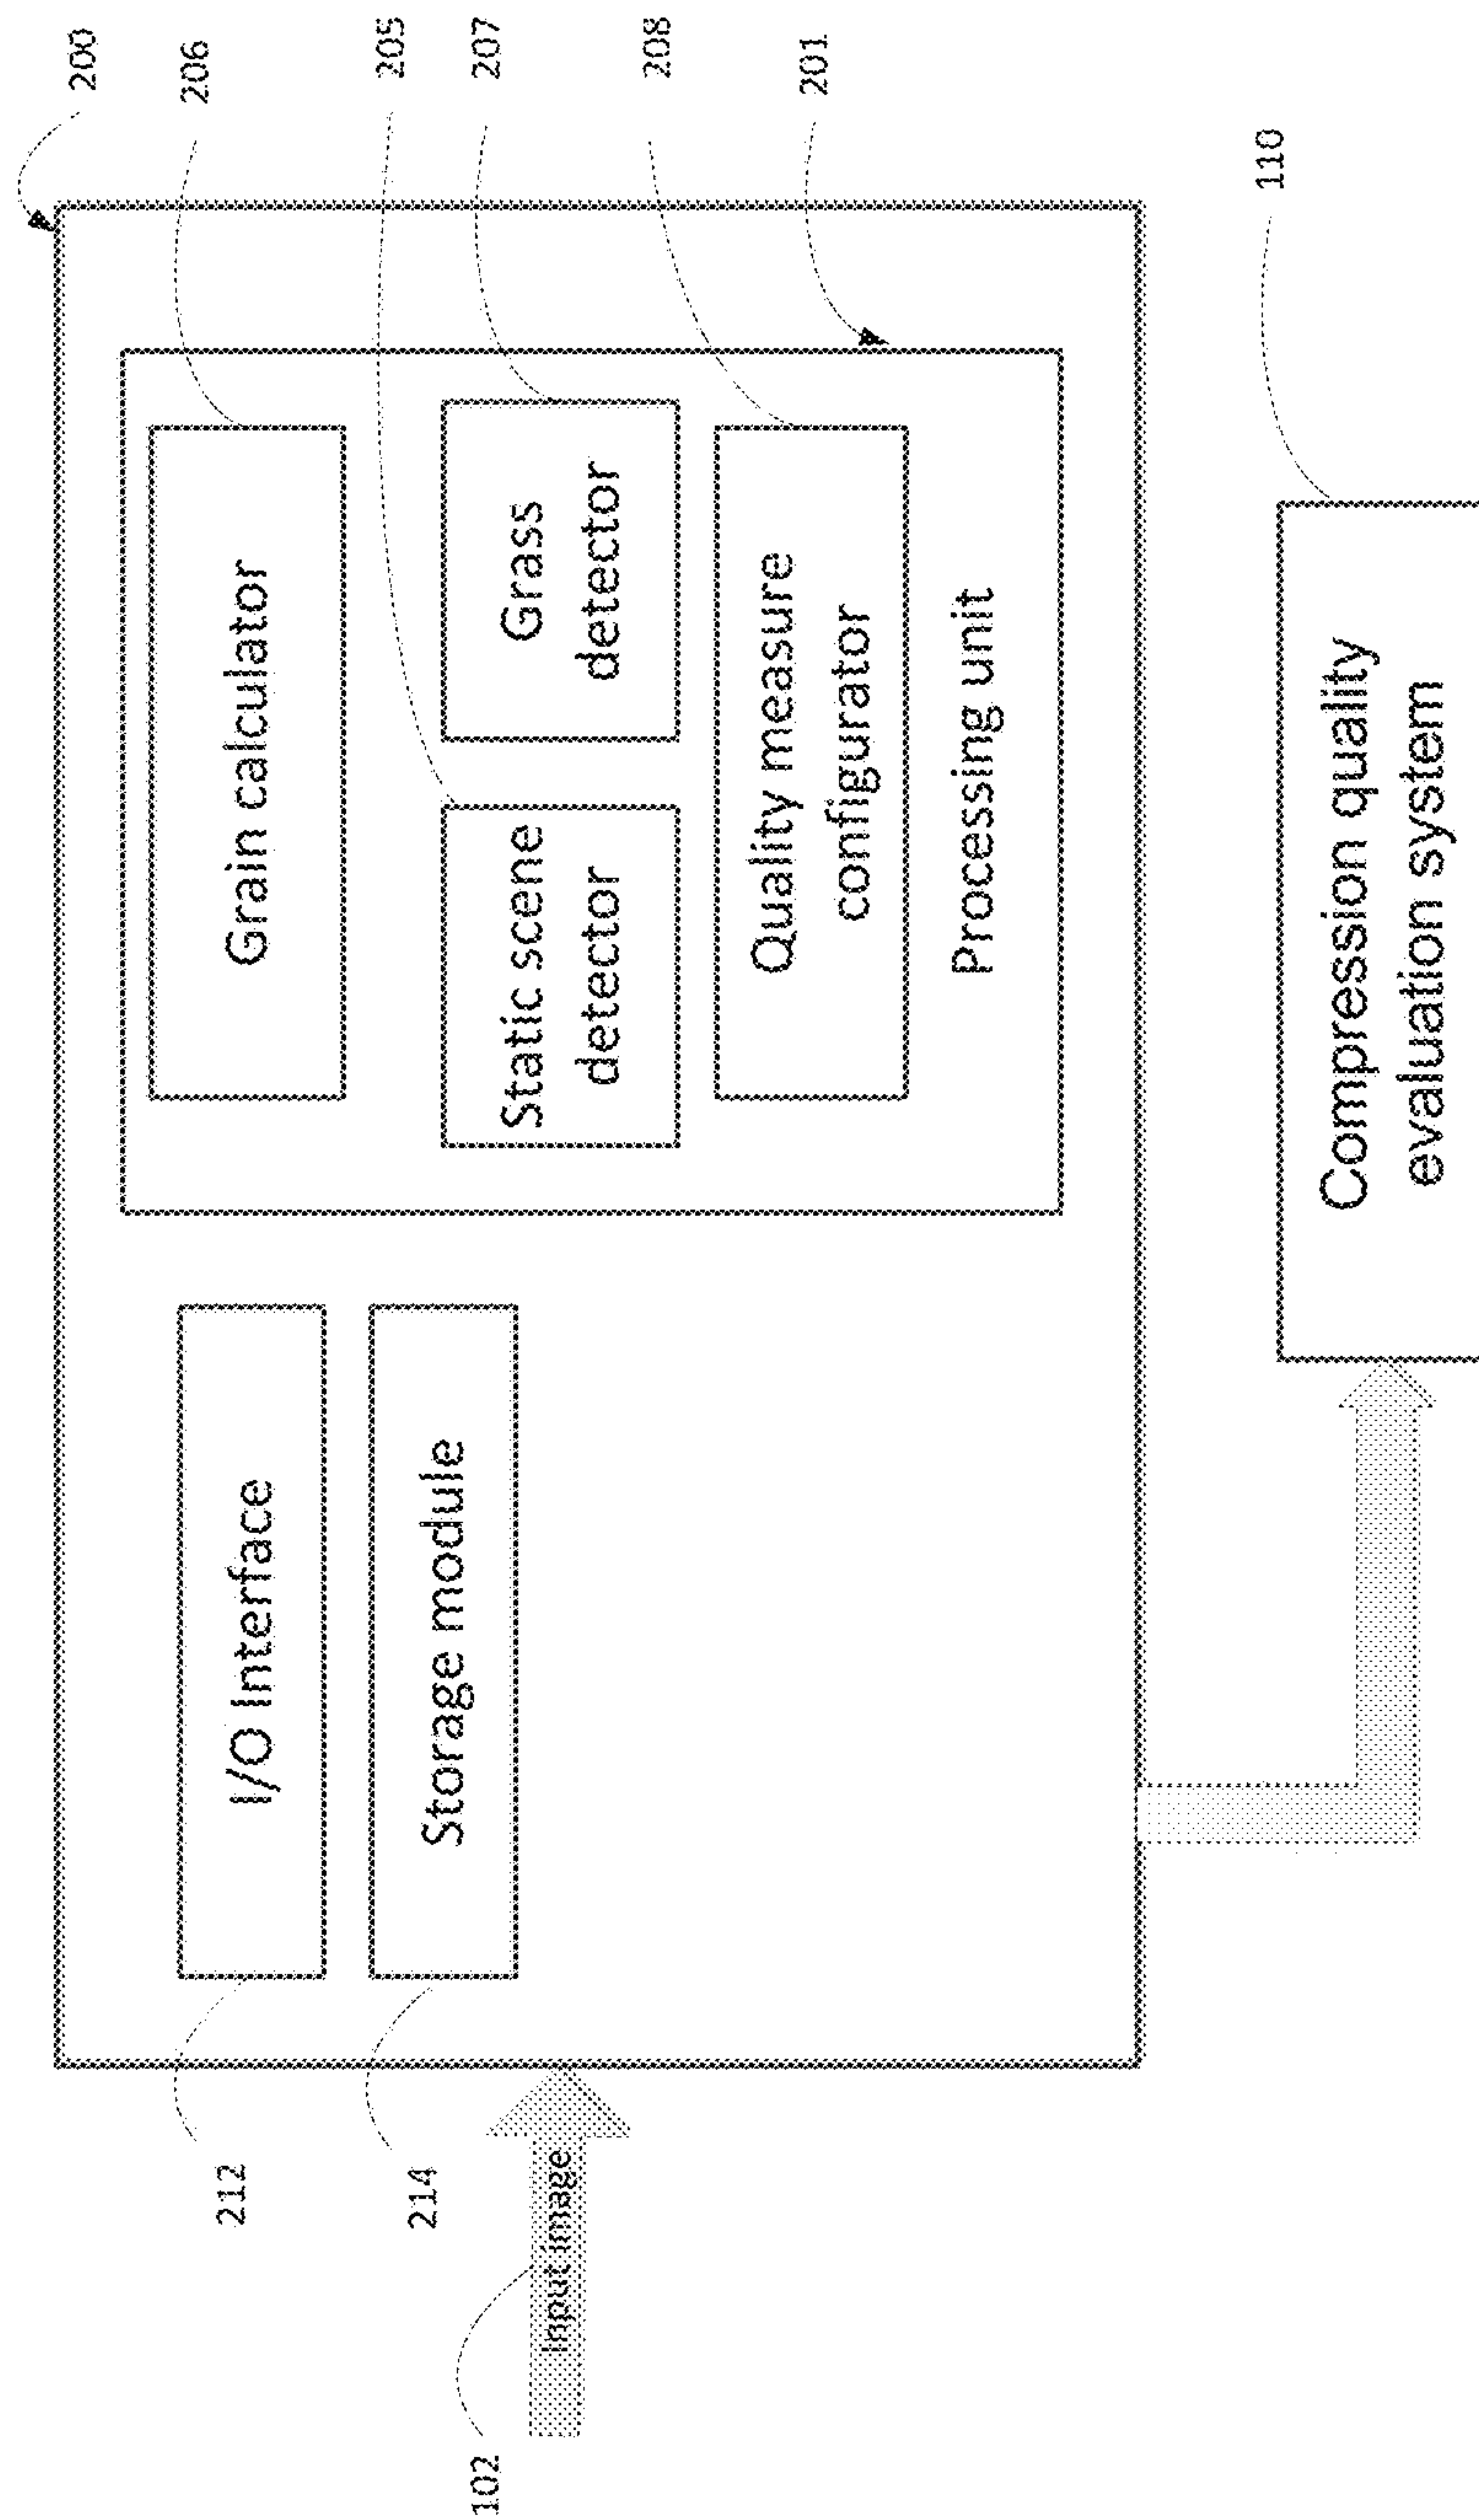 200
206
205
207
208
201
110
Grain calculator
Static scene
detector
Grass
detector
Quality measure
configurator
Processing unit
I/O Interface
Storage module
212
214
Input image
102
Compression quality
evaluation system